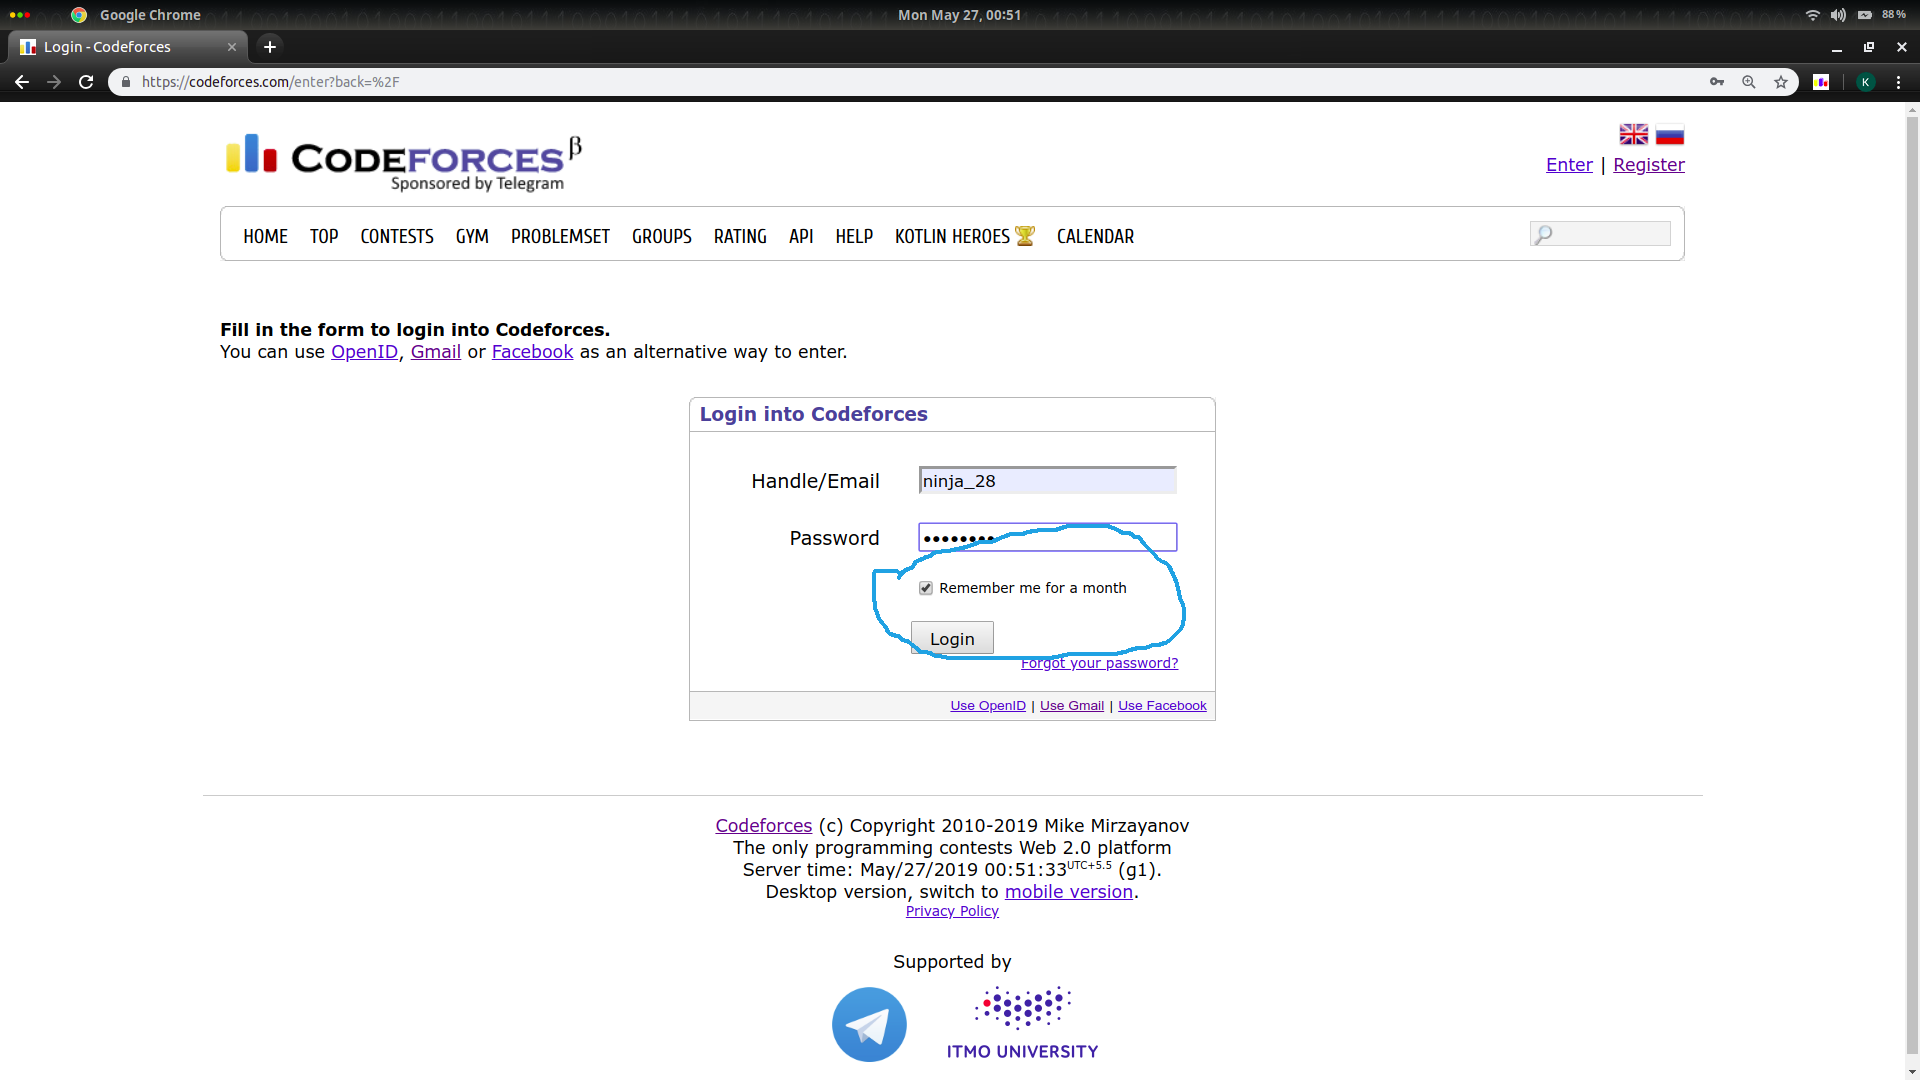 Google Chrome
Mon May 27, 00:51
88%
Login - Codeforces
https://codeforces.com/enter?back=%2F
K
CODEFORCES β
Sponsored by Telegram
Enter | Register
HOME TOP CONTESTS GYM PROBLEMSET GROUPS RATING API HELP KOTLIN HEROES CALENDAR
Fill in the form to login into Codeforces.
You can use OpenID, Gmail or Facebook as an alternative way to enter.
Login into Codeforces
Handle/Email ninja_28
Password ••••••••
Remember me for a month
Login
Forgot your password?
Use OpenID | Use Gmail | Use Facebook
Codeforces (c) Copyright 2010-2019 Mike Mirzayanov
The only programming contests Web 2.0 platform
Server time: May/27/2019 00:51:33UTC+5.5 (g1).
Desktop version, switch to mobile version.
Privacy Policy
Supported by
ITMO UNIVERSITY